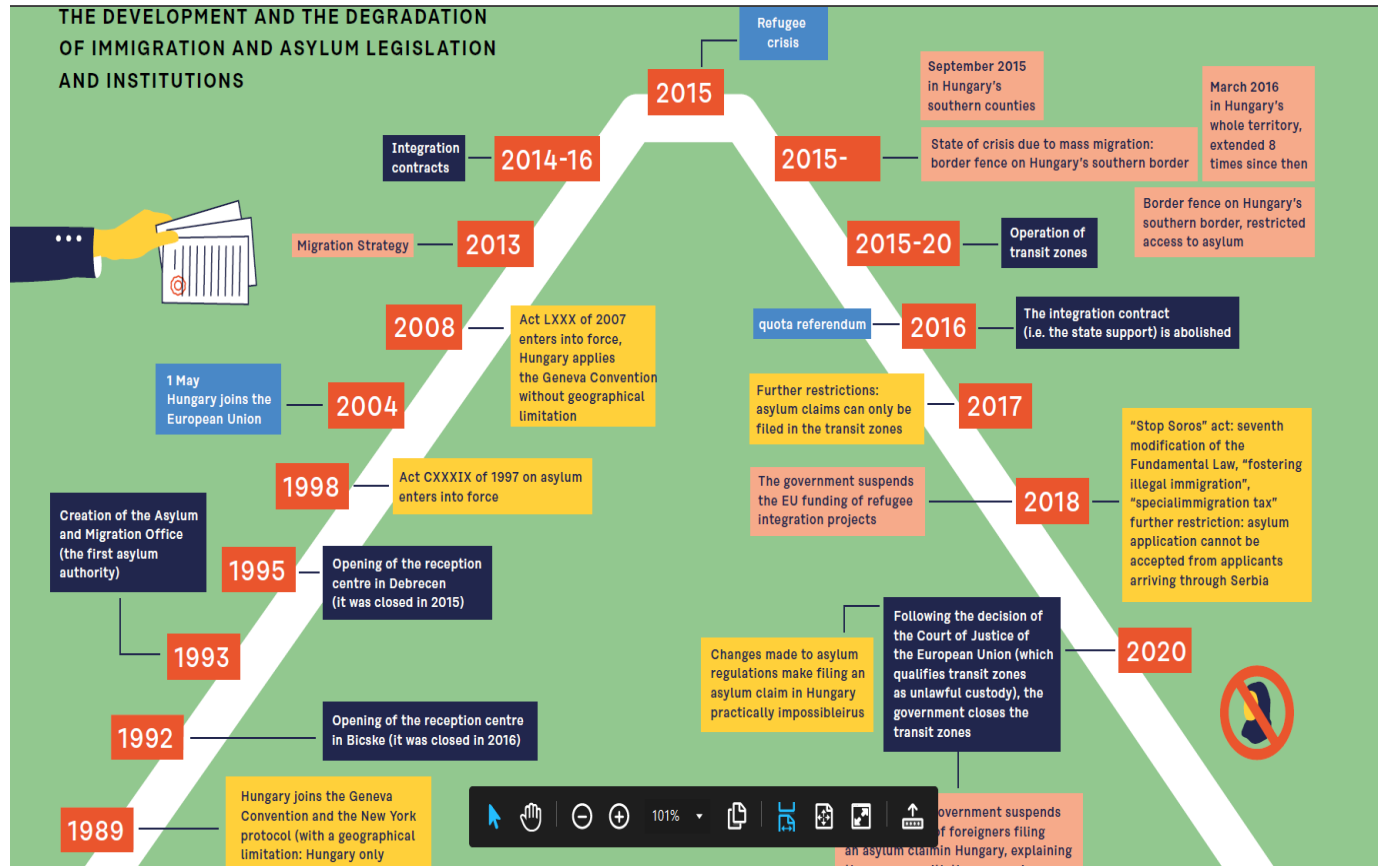 THE DEVELOPMENT AND THE DEGRADATION
OF IMMIGRATION AND ASYLUM LEGISLATION
AND INSTITUTIONS
Refugee
crisis
2015
Integration
contracts
2014-16
Migration Strategy
2013
2008
Act LXXX of 2007
enters into force,
Hungary applies
the Geneva Convention
without geographical
limitation
1 May
Hungary joins the
European Union
2004
1998
Act CXXXIX of 1997 on asylum
enters into force
Creation of the Asylum
and Migration Office
(the first asylum
authority)
1995
Opening of the reception
centre in Debrecen
(it was closed in 2015)
1993
1992
Opening of the reception centre
in Bicske (it was closed in 2016)
1989
Hungary joins the Geneva
Convention and the New York
protocol (with a geographical
limitation: Hungary only
2015-
September 2015
in Hungary's
southern counties
State of crisis due to mass migration:
border fence on Hungary's southern border
March 2016
in Hungary's
whole territory,
extended 8
times since then
Border fence on Hungary's
southern border, restricted
access to asylum
2015-20
Operation of
transit zones
quota referendum
2016
The integration contract
(i.e. the state support) is abolished
Further restrictions:
asylum claims can only be
filed in the transit zones
2017
The government suspends
the EU funding of refugee
integration projects
2018
"Stop Soros" act: seventh
modification of the
Fundamental Law, "fostering
illegal immigration",
"specialimmigration tax"
further restriction: asylum
application cannot be
accepted from applicants
arriving through Serbia
Changes made to asylum
regulations make filing an
asylum claim in Hungary
practically impossibleirus
Following the decision of
the Court of Justice of
the European Union (which
qualifies transit zones
as unlawful custody), the
government closes the
transit zones
2020
101%
overnment suspends
of foreigners filing
an asylum claimin Hungary, explaining